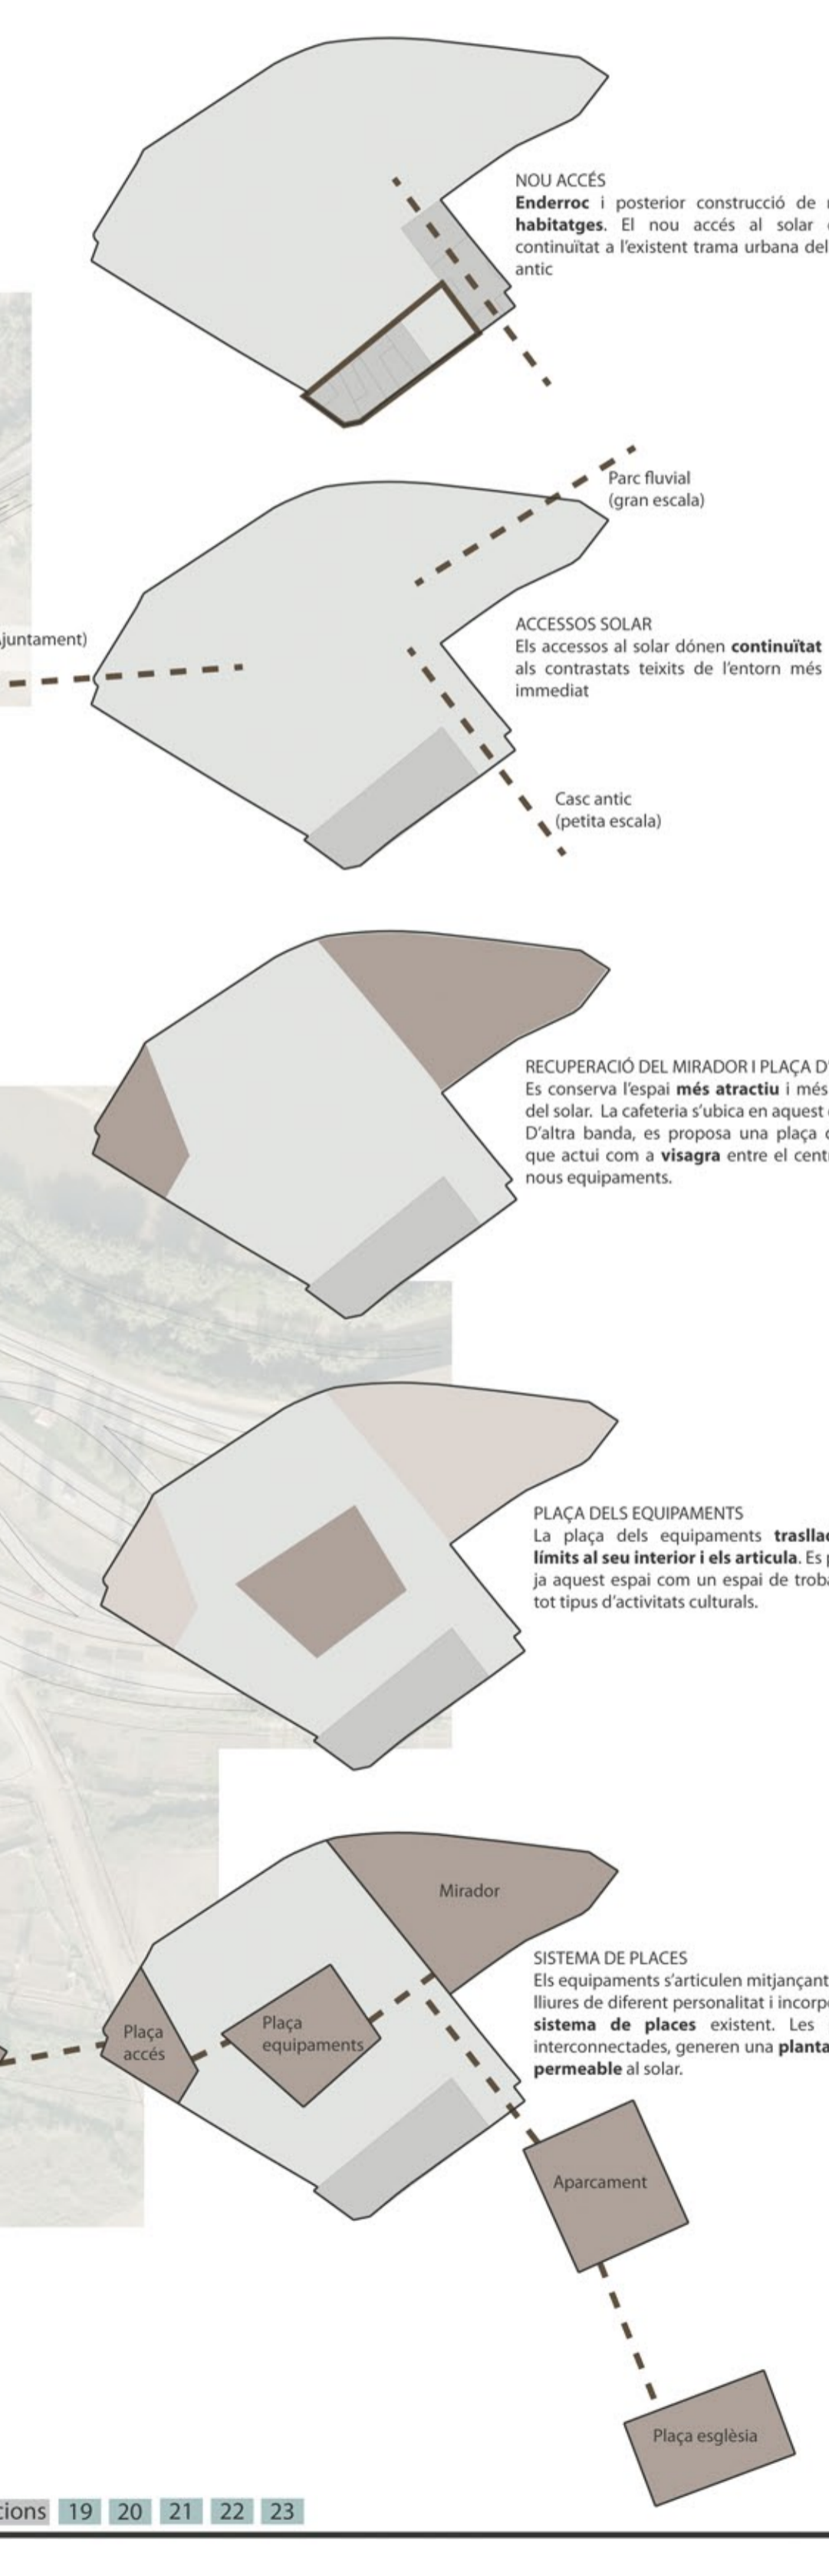 NOU ACCÉS
Enderroc i posterior construcció de
habitatges. El nou accés al solar
continuïtat a l'existent trama urbana del
antic
Parc fluvial
(gran escala)
juntament)
ACCESSOS SOLAR
Els accessos al solar dónen continuïtat
als contrastats teixits de l'entorn més
immediat
Casc antic
(petita escala)
RECUPERACIÓ DEL MIRADOR I PLAÇA D'
Es conserva l'espai més atractiu i més
del solar. La cafeteria s'ubica en aquest
D'altra banda, es proposa una plaça
que actui com a visagra entre el cent
nous equipaments.
PLAÇA DELS EQUIPAMENTS
La plaça dels equipaments trasllad
límits al seu interior i els articula. Es
ja aquest espai com un espai de troba
tot tipus d'activitats culturals.
Mirador
SISTEMA DE PLACES
Els equipaments s'articulen mitjançant
lliures de diferent personalitat i incorp
sistema de places existent. Les
interconnectades, generen una planta
permeable al solar.
Plaça
accés
Plaça
equipaments
Aparcament
Plaça esglèsia
cions 19 20 21 22 23